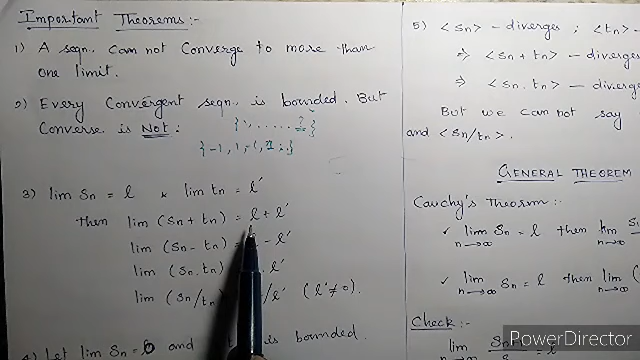 Important Theorems:-
1) A seqn. can not converge to more than
one limit.
2) Every Convergent seqn. is bounded. But
Converse is NOT:
{-1, 1, -1, 1 ..}
3) lim Sn = l & lim tn = l'
then lim (Sn + tn) = l + l'
lim (Sn - tn) = - l'
lim (Sn. tn) l'
lim (Sn/tn) /l' (l' ≠ 0).
4) Let lim Sn = 0 and is bounded.
5) <Sn> - diverges ; <tn> -
⇒ <Sn + tn> - diverges
⇒ <Sn. tn> - diverges
But we can not say
and <Sn/tn>.
GENERAL THEOREM
Cauchy's Theorem:-
✓ lim n→∞ Sn = l then lim n→∞
✓ lim n→∞ Sn = l then lim n→∞ (
Check:-
lim
PowerDirector